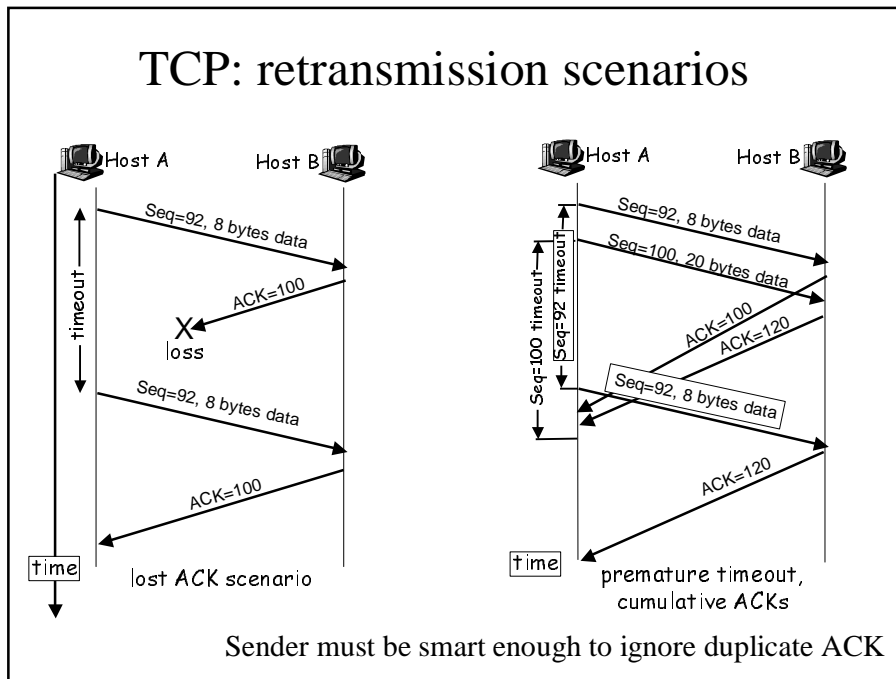 TCP: retransmission scenarios
Host A
Host B
Seq=92, 8 bytes data
ACK=100
X
loss
timeout
Seq=92, 8 bytes data
ACK=100
time
lost ACK scenario
Host A
Host B
Seq=92, 8 bytes data
Seq=100, 20 bytes data
ACK=100
ACK=120
Seq=92 timeout
Seq=100 timeout
Seq=92, 8 bytes data
ACK=120
time
premature timeout,
cumulative ACKs
Sender must be smart enough to ignore duplicate ACK